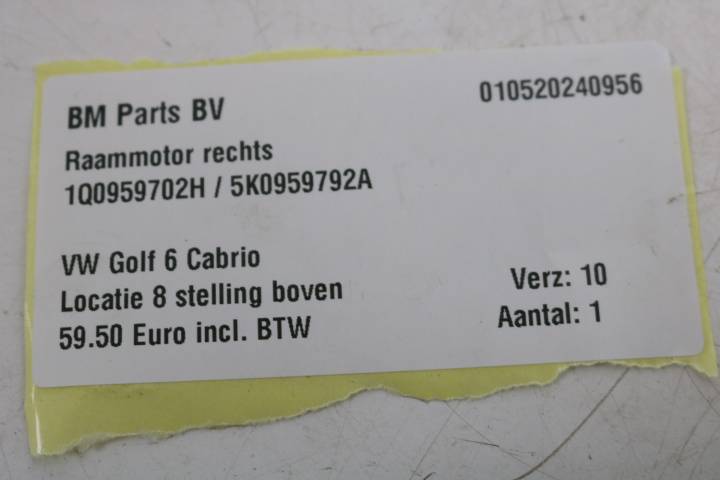 BM Parts BV
010520240956
Raammotor rechts
1Q0959702H / 5K0959792A
VW Golf 6 Cabrio
Locatie 8 stelling boven
59.50 Euro incl. BTW
Verz: 10
Aantal: 1